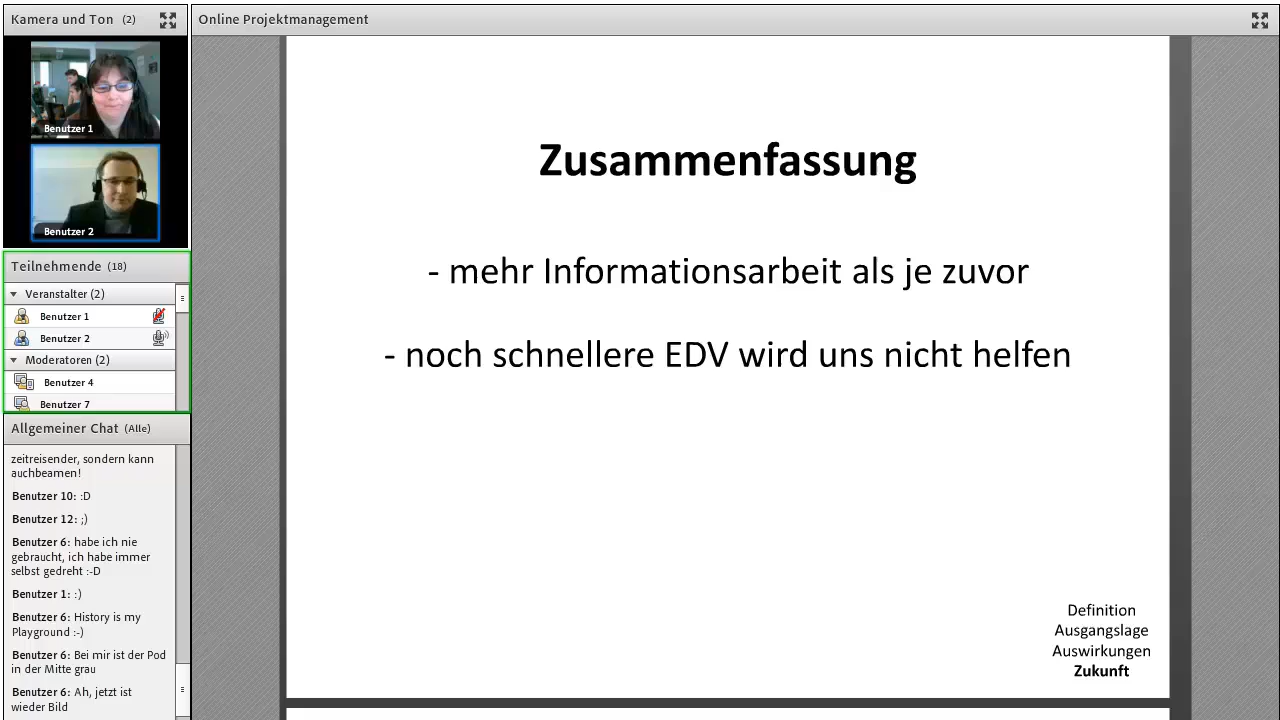 Kamera und Ton (2)
Benutzer 1
Benutzer 2
Teilnehmende (18)
Veranstalter (2)
Benutzer 1
Benutzer 2
Moderatoren (2)
Benutzer 4
Benutzer 7
Allgemeiner Chat (Alle)
zeitreisender, sondern kann
auchbeamen!
Benutzer 10: :D
Benutzer 12: ;)
Benutzer 6: habe ich nie
gebraucht, ich habe immer
selbst gedreht :-D
Benutzer 1: :)
Benutzer 6: History is my
Playground :-)
Benutzer 6: Bei mir ist der Pod
in der Mitte grau
Benutzer 6: Ah, jetzt ist
wieder Bild
Online Projektmanagement
Zusammenfassung
- mehr Informationsarbeit als je zuvor
- noch schnellere EDV wird uns nicht helfen
Definition
Ausgangslage
Auswirkungen
Zukunft